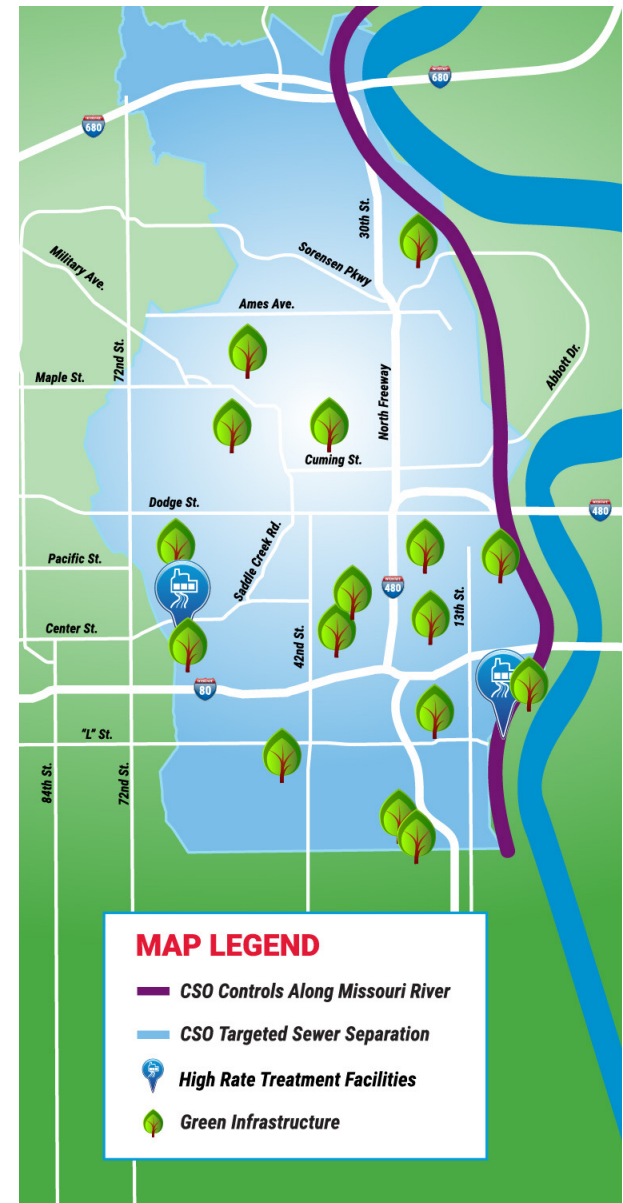 680
680
30th St.
Military Ave.
Sorensen Pkwy
Ames Ave.
72nd St.
Maple St.
North Freeway
Abbott Dr.
Cuming St.
Dodge St.
480
Saddle Creek Rd.
Pacific St.
480
13th St.
Center St.
42nd St.
80
"L" St.
84th St.
72nd St.
MAP LEGEND
CSO Controls Along Missouri River
CSO Targeted Sewer Separation
High Rate Treatment Facilities
Green Infrastructure